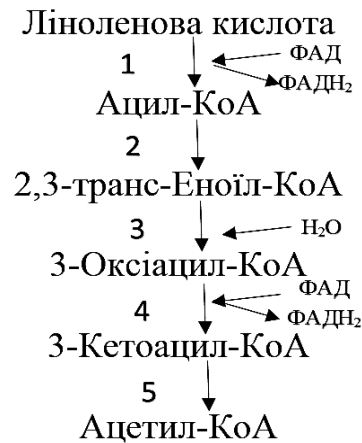 Ліноленова кислота
1
ФАД
ФАДН₂
Ацил-КоА
2
2,3-транс-Еноїл-КоА
3
Н₂О
3-Оксіацил-КоА
4
ФАД
ФАДН₂
3-Кетоацил-КоА
5
Ацетил-КоА